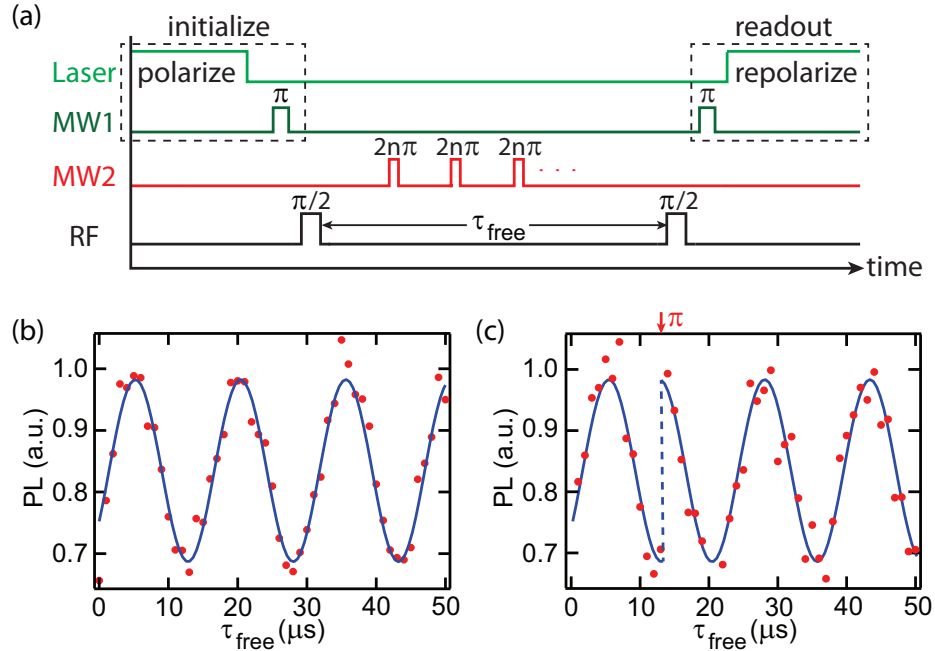 (a)
initialize
readout
Laser
polarize
repolarize
MW1
π
π
MW2
2nπ 2nπ 2nπ . . .
RF
π/2
τfree
π/2
time
(b)
PL (a.u.)
1.0
0.9
0.8
0.7
0 10 20 30 40 50
τfree(μs)
(c)
π
PL (a.u.)
1.0
0.9
0.8
0.7
0 10 20 30 40 50
τfree(μs)